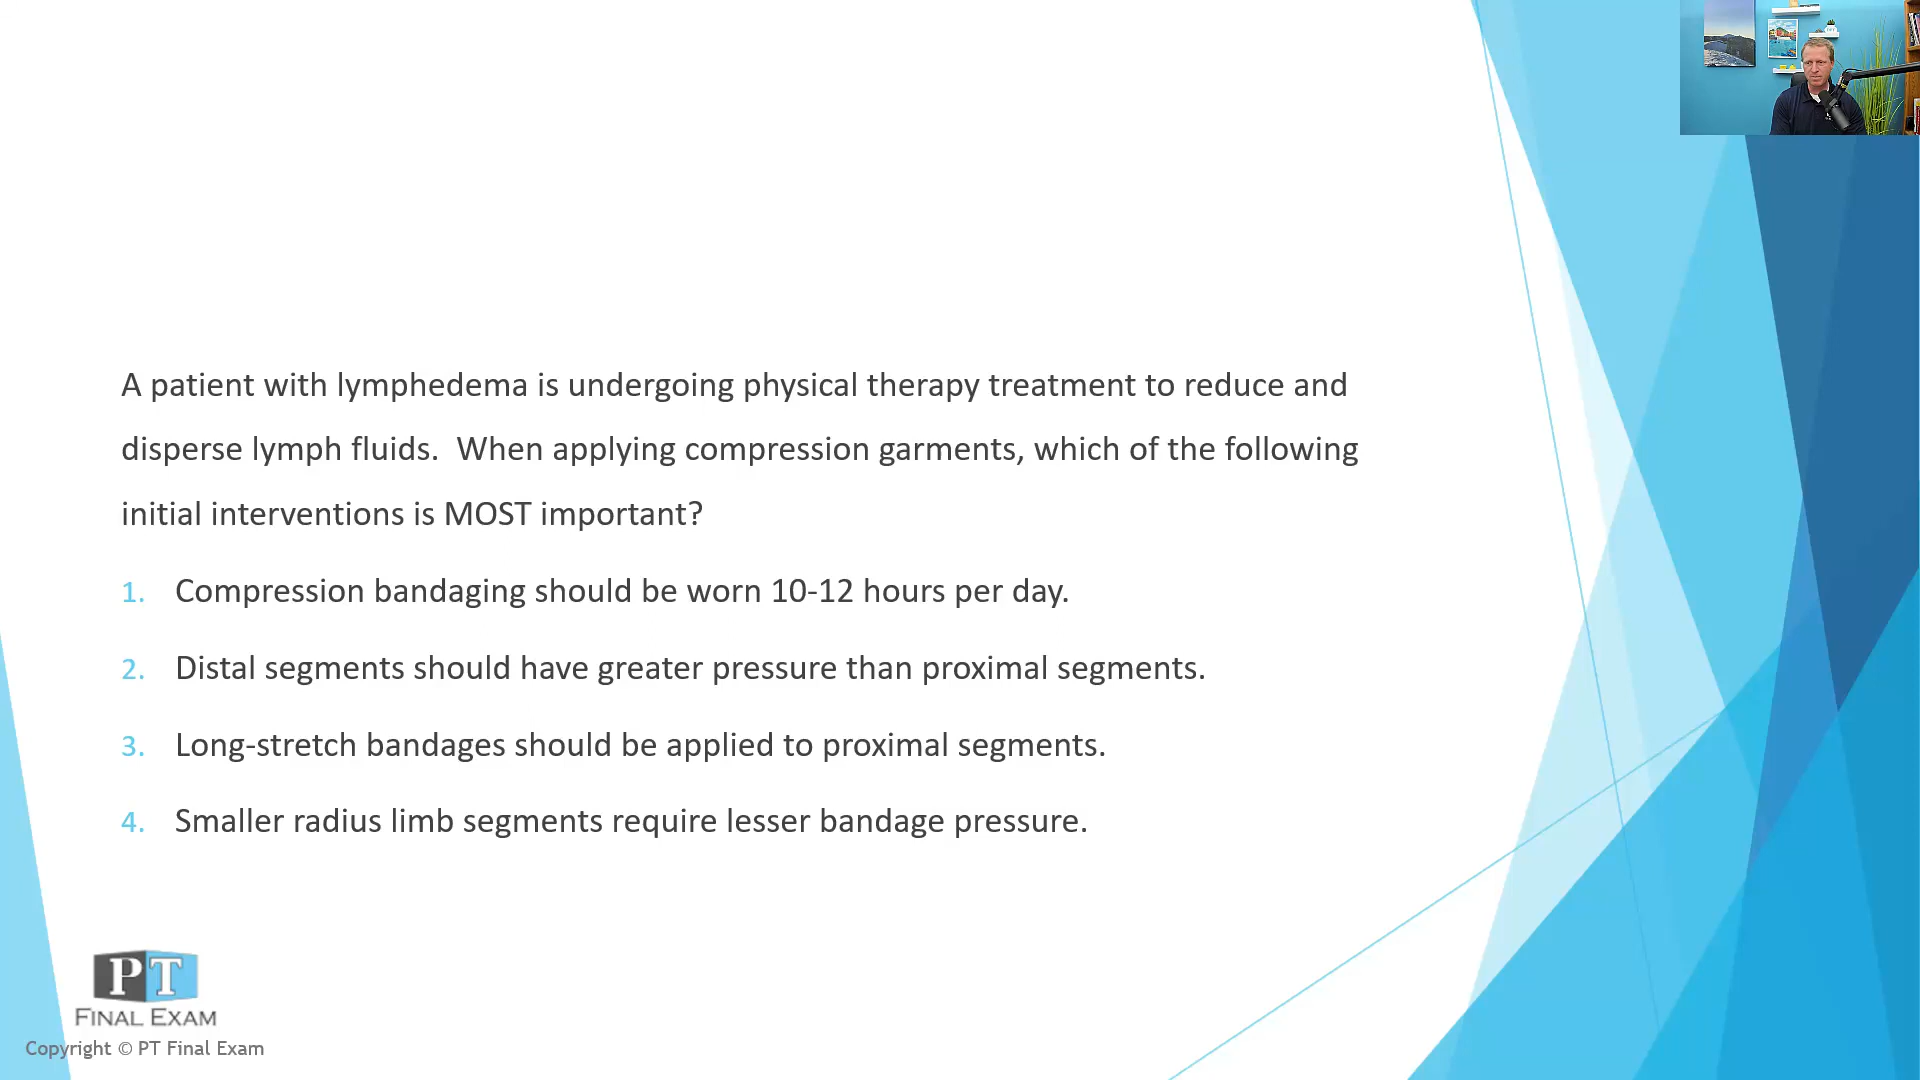 A patient with lymphedema is undergoing physical therapy treatment to reduce and
disperse lymph fluids.  When applying compression garments, which of the following
initial interventions is MOST important?
1. Compression bandaging should be worn 10-12 hours per day.
2. Distal segments should have greater pressure than proximal segments.
3. Long-stretch bandages should be applied to proximal segments.
4. Smaller radius limb segments require lesser bandage pressure.
PT
FINAL EXAM
Copyright © PT Final Exam